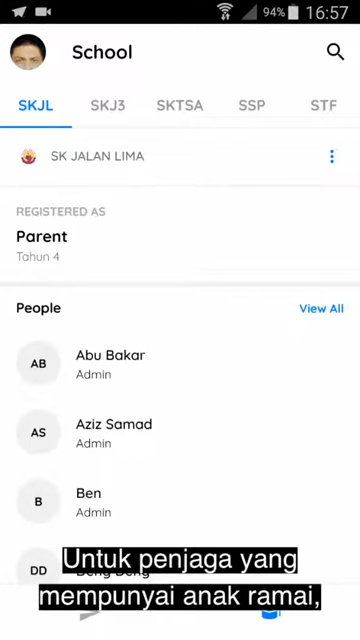 94% 16:57
School
SKJL SKJ3 SKTSA SSP STF
SK JALAN LIMA
REGISTERED AS
Parent
Tahun 4
People View All
AB Abu Bakar
Admin
AS Aziz Samad
Admin
B Ben
Admin
DD
Untuk penjaga yang
mempunyai anak ramai,